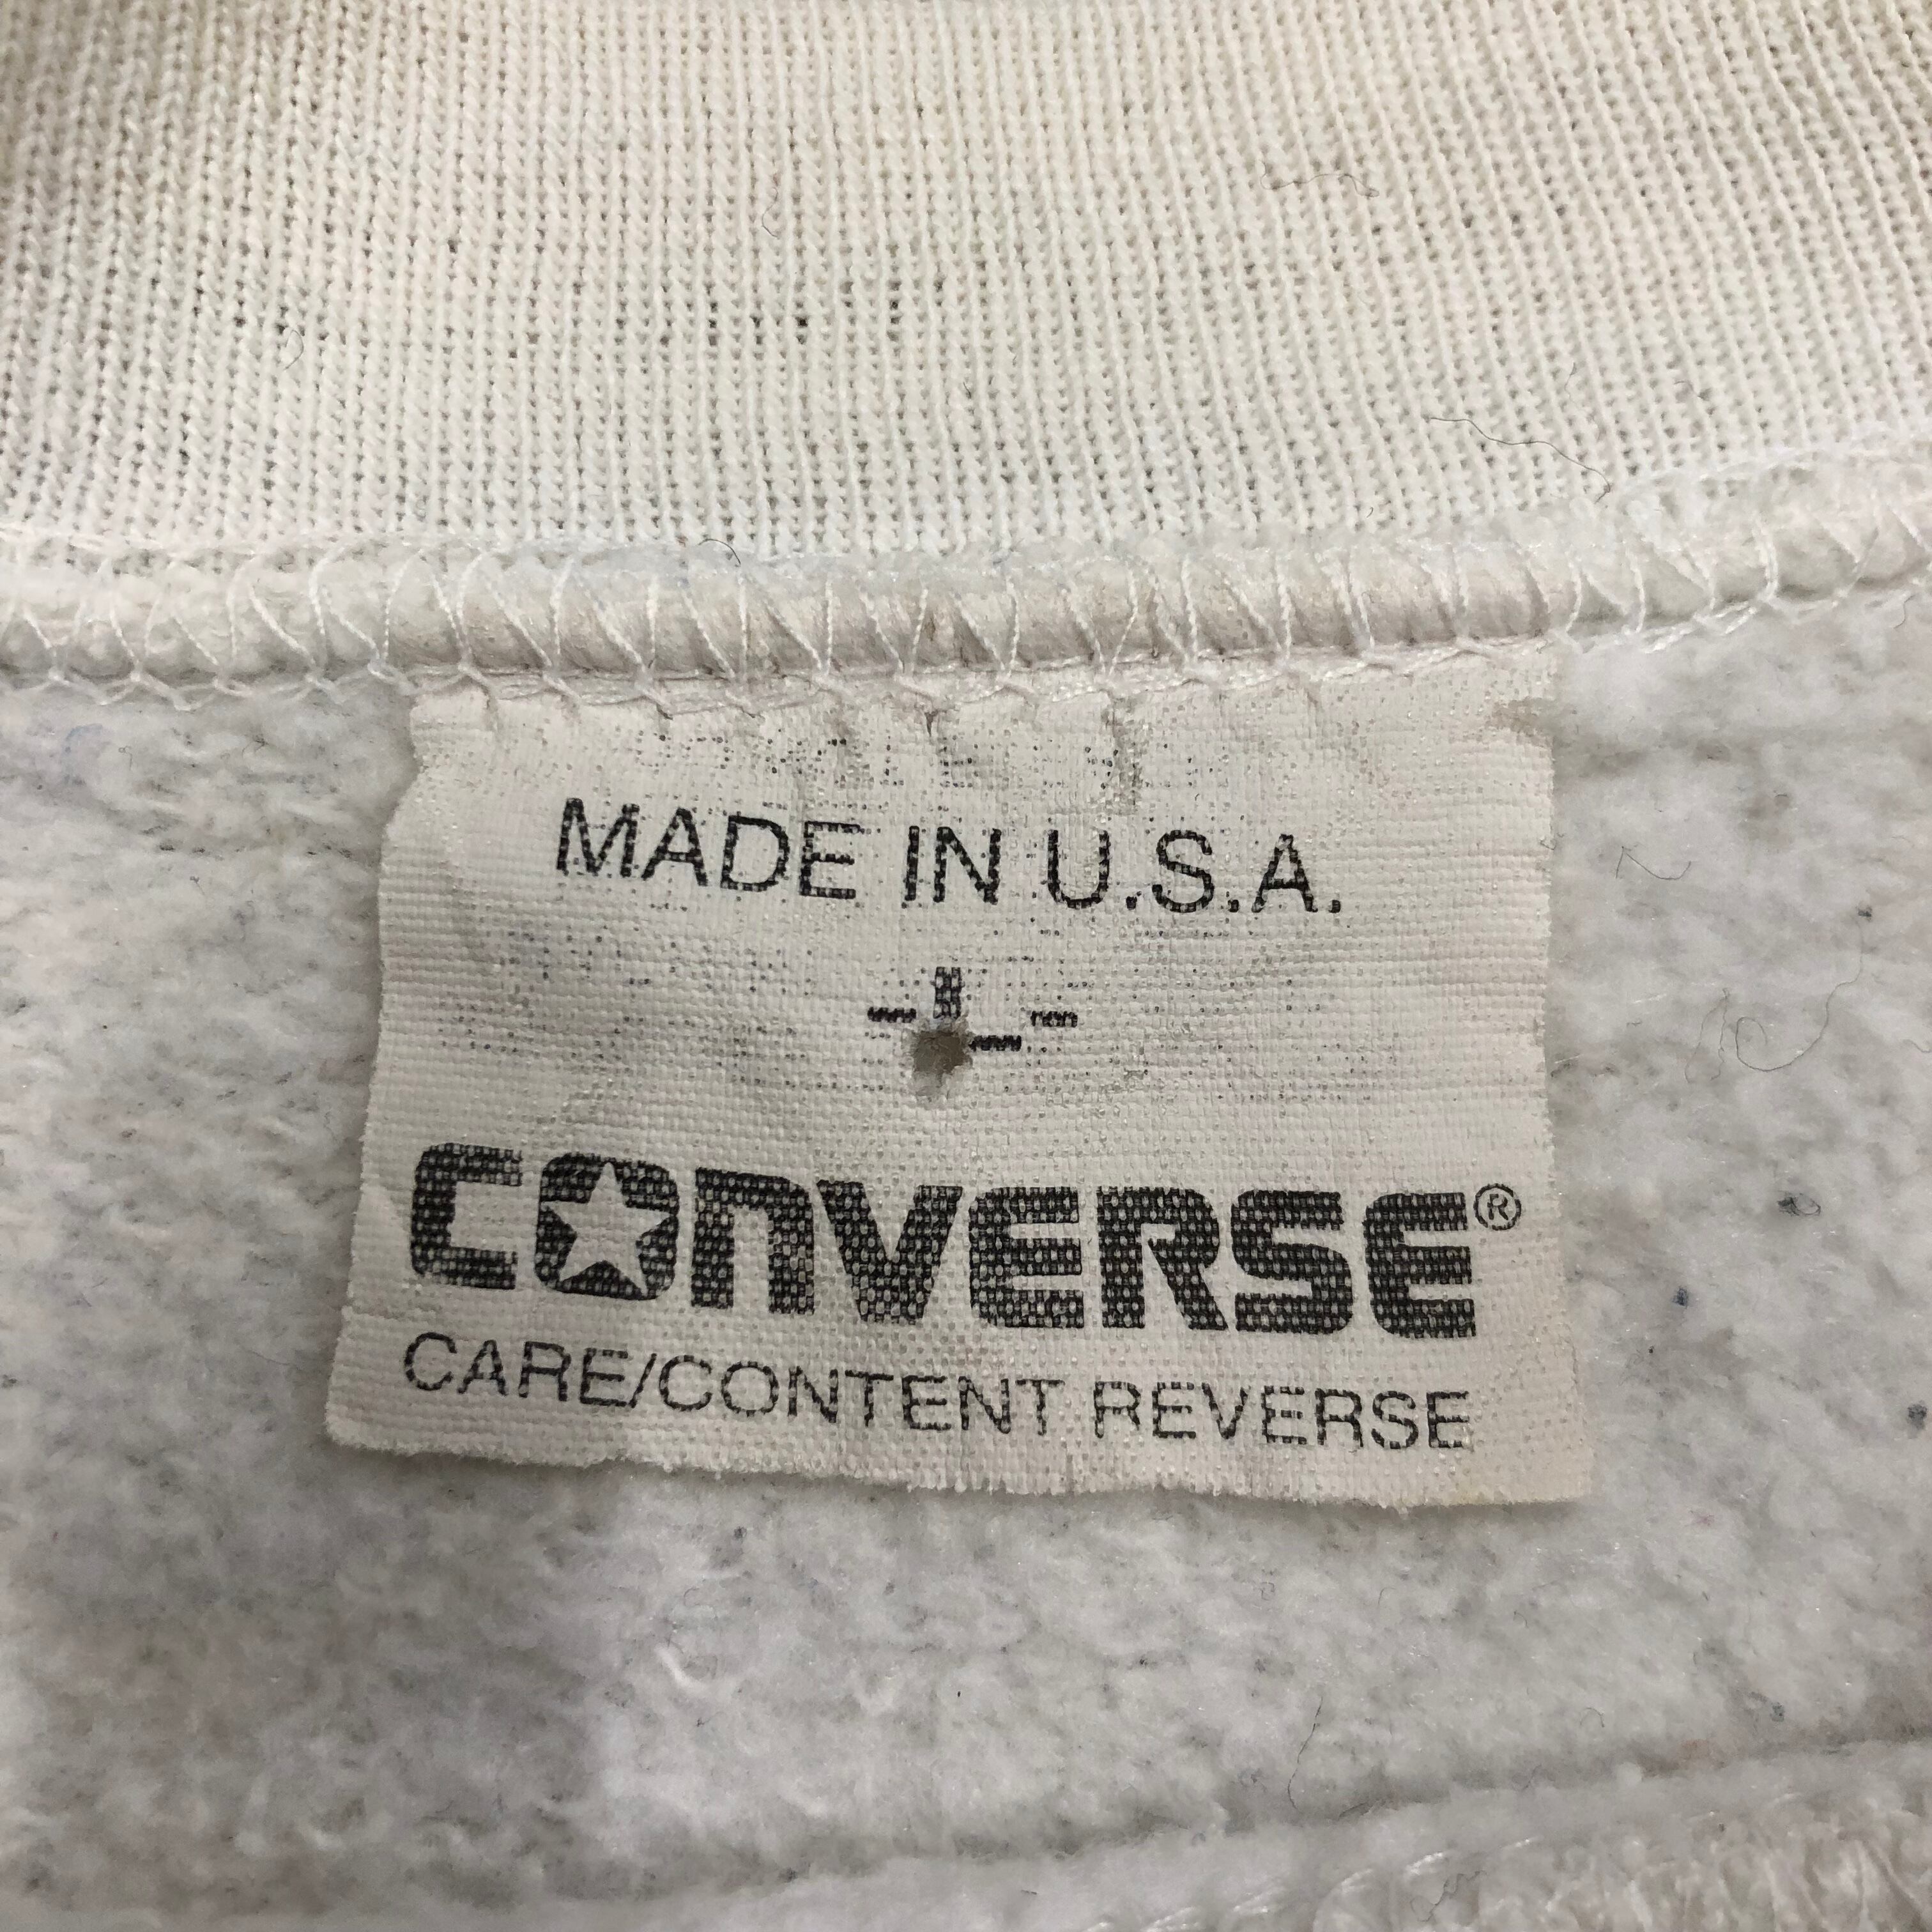 MADE IN U.S.A.
-L-
CONVERSE®
CARE/CONTENT REVERSE